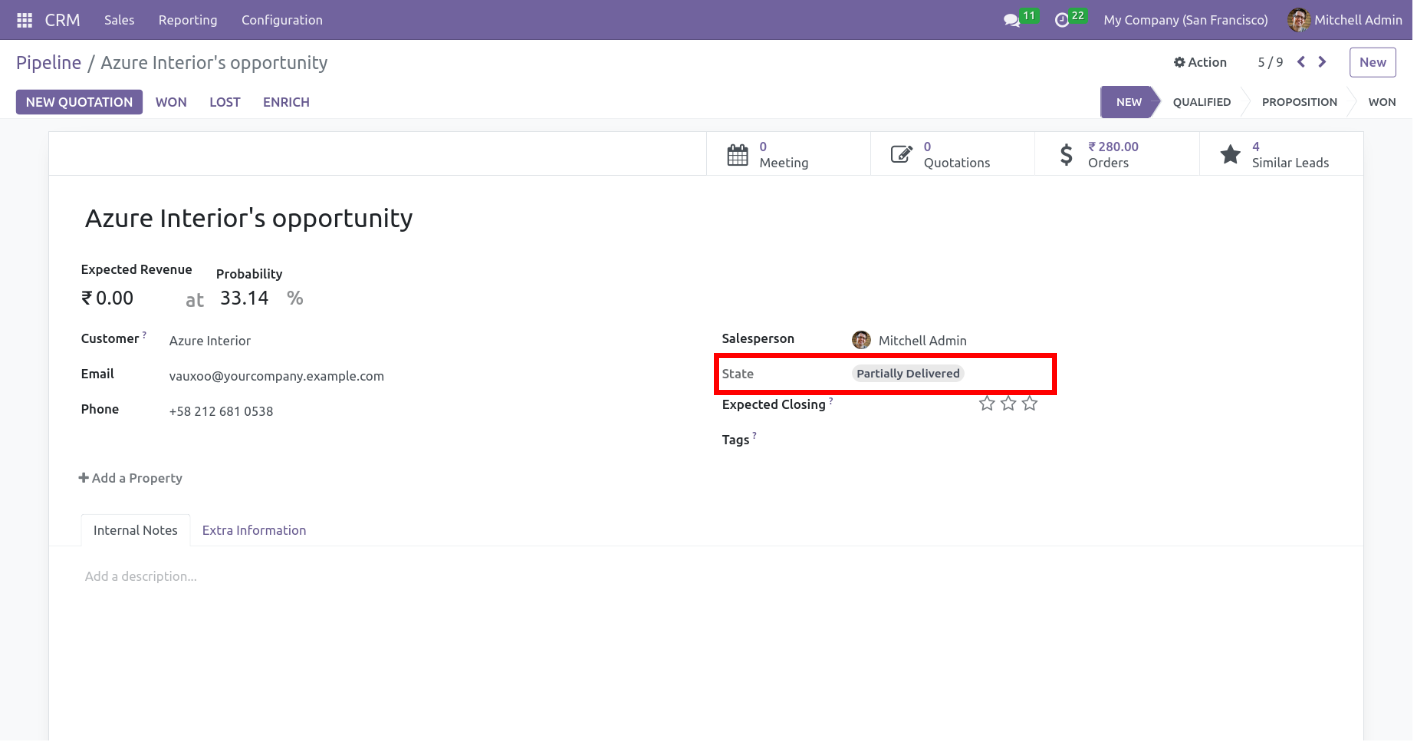 CRM Sales Reporting Configuration 11 22 My Company (San Francisco) Mitchell Admin
Pipeline / Azure Interior's opportunity Action 5 / 9 New
NEW QUOTATION WON LOST ENRICH NEW QUALIFIED PROPOSITION WON
0 Meeting
0 Quotations
₹ 280.00 Orders
4 Similar Leads
Azure Interior's opportunity
Expected Revenue Probability
₹ 0.00 at 33.14 %
Customer ? Azure Interior Salesperson Mitchell Admin
Email vauxoo@yourcompany.example.com State Partially Delivered
Phone +58 212 681 0538 Expected Closing ?
Tags ?
+ Add a Property
Internal Notes Extra Information
Add a description...